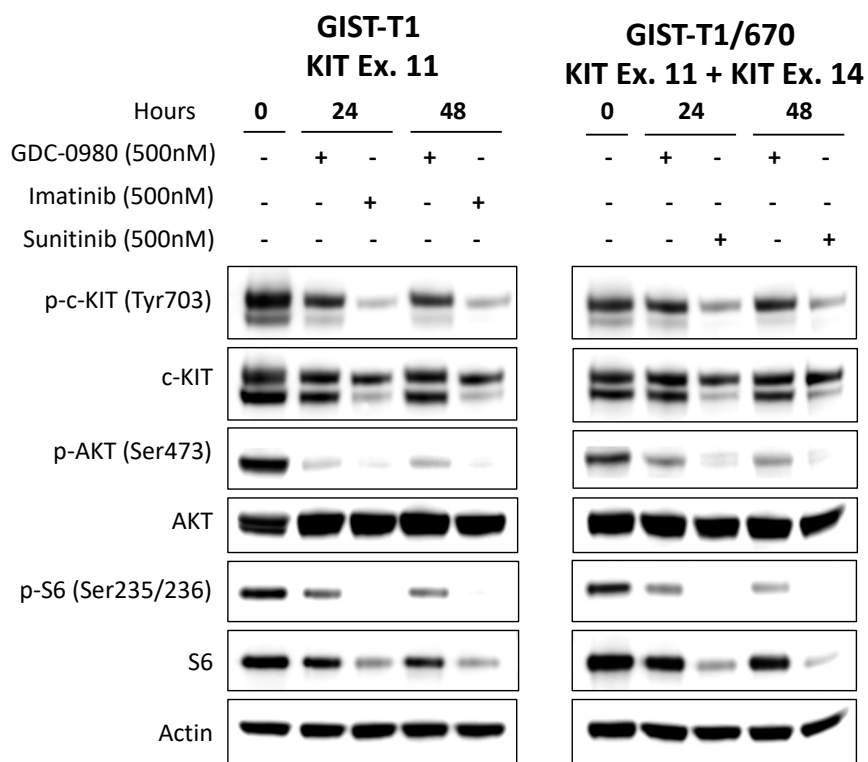 GIST-T1
KIT Ex. 11
GIST-T1/670
KIT Ex. 11 + KIT Ex. 14
Hours 0 24 48 0 24 48
GDC-0980 (500nM) - + - + - - + - + -
Imatinib (500nM) - - + - + - - - - -
Sunitinib (500nM) - - - - - - - + - +
p-c-KIT (Tyr703)
c-KIT
p-AKT (Ser473)
AKT
p-S6 (Ser235/236)
S6
Actin